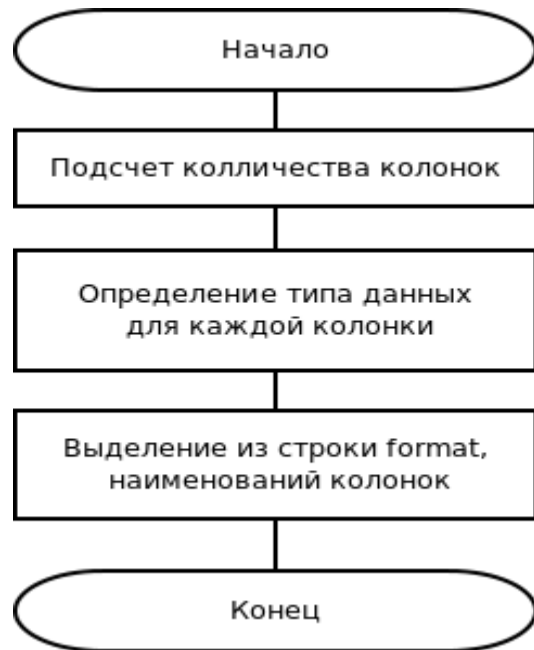 Начало
Подсчет колличества колонок
Определение типа данных
для каждой колонки
Выделение из строки format,
наименований колонок
Конец